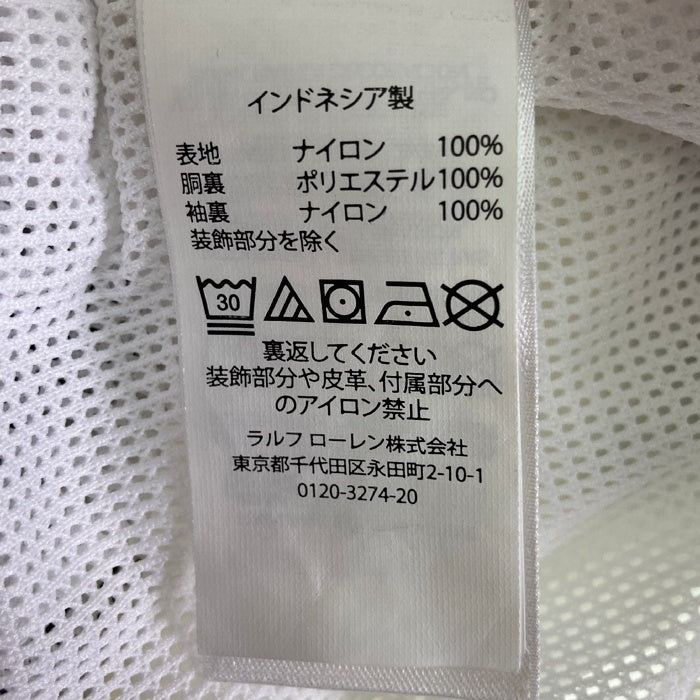 インドネシア製
表地 ナイロン 100%
胴裏 ポリエステル100%
袖裏 ナイロン 100%
装飾部分を除く
30
裏返してください
装飾部分や皮革、付属部分へ
のアイロン禁止
ラルフ ローレン株式会社
東京都千代田区永田町2-10-1
0120-3274-20